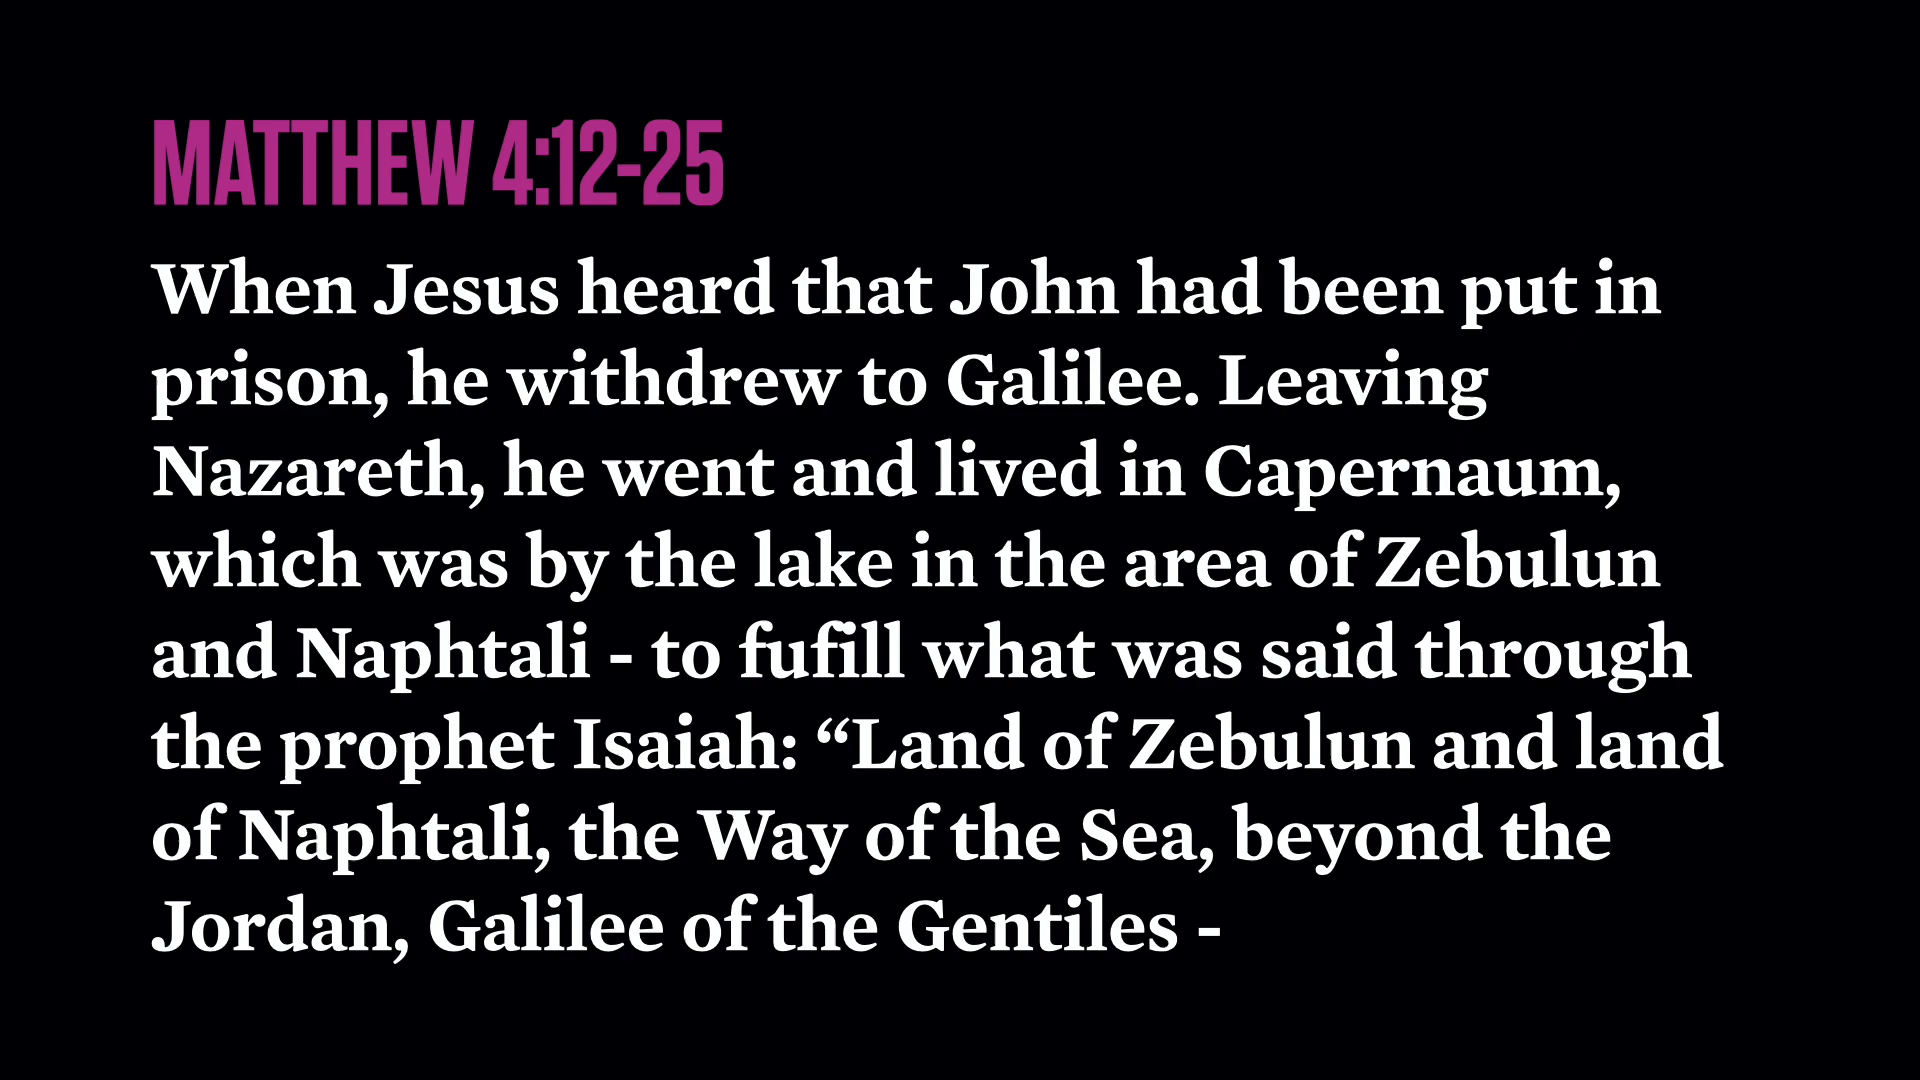 MATTHEW 4:12-25
When Jesus heard that John had been put in
prison, he withdrew to Galilee. Leaving
Nazareth, he went and lived in Capernaum,
which was by the lake in the area of Zebulun
and Naphtali - to fufill what was said through
the prophet Isaiah: “Land of Zebulun and land
of Naphtali, the Way of the Sea, beyond the
Jordan, Galilee of the Gentiles -